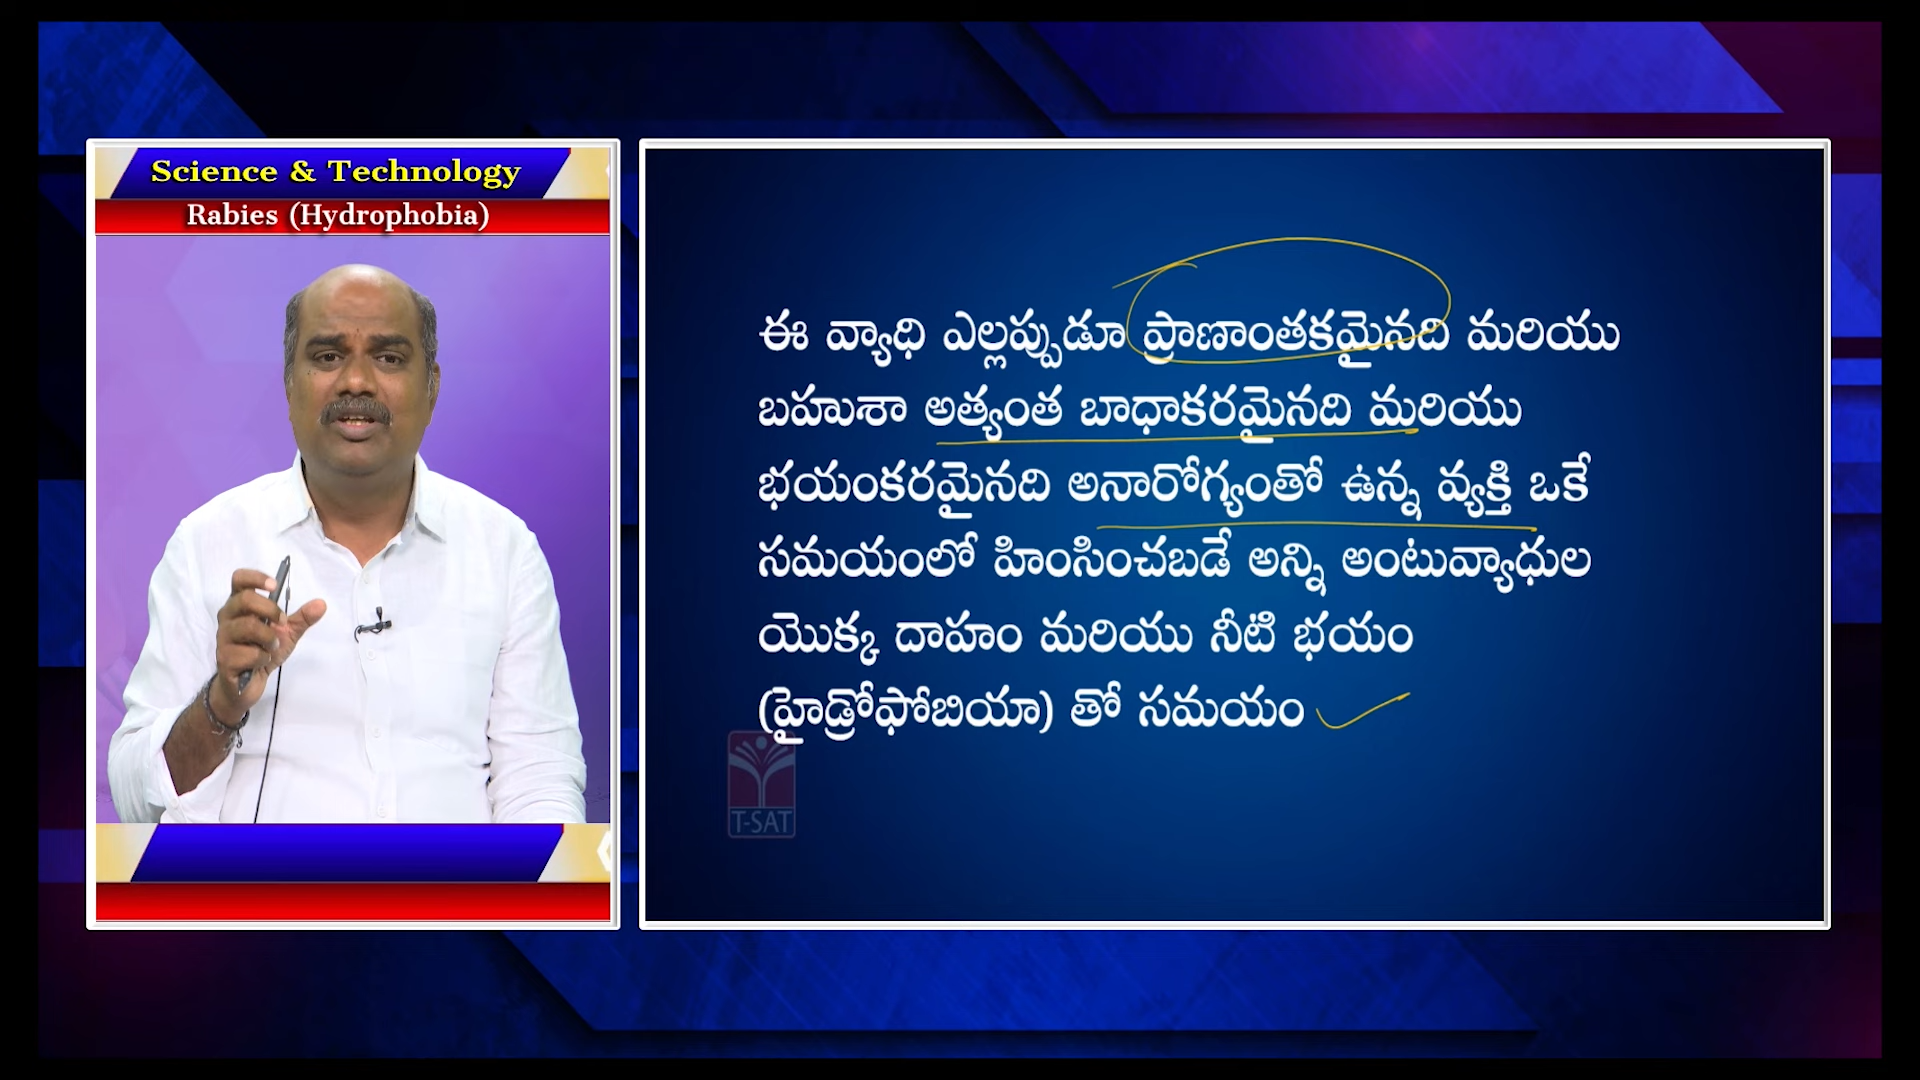 Science & Technology
Rabies (Hydrophobia)
ఈ వ్యాధి ఎల్లప్పుడూ ప్రాణాంతకమైనది మరియు
బహుశా అత్యంత బాధాకరమైనది మరియు
భయంకరమైనది అనారోగ్యంతో ఉన్న వ్యక్తి ఒకే
సమయంలో హింసించబడే అన్ని అంటువ్యాధుల
యొక్క దాహం మరియు నీటి భయం
(హైడ్రోఫోబియా) తో సమయం
T-SAT